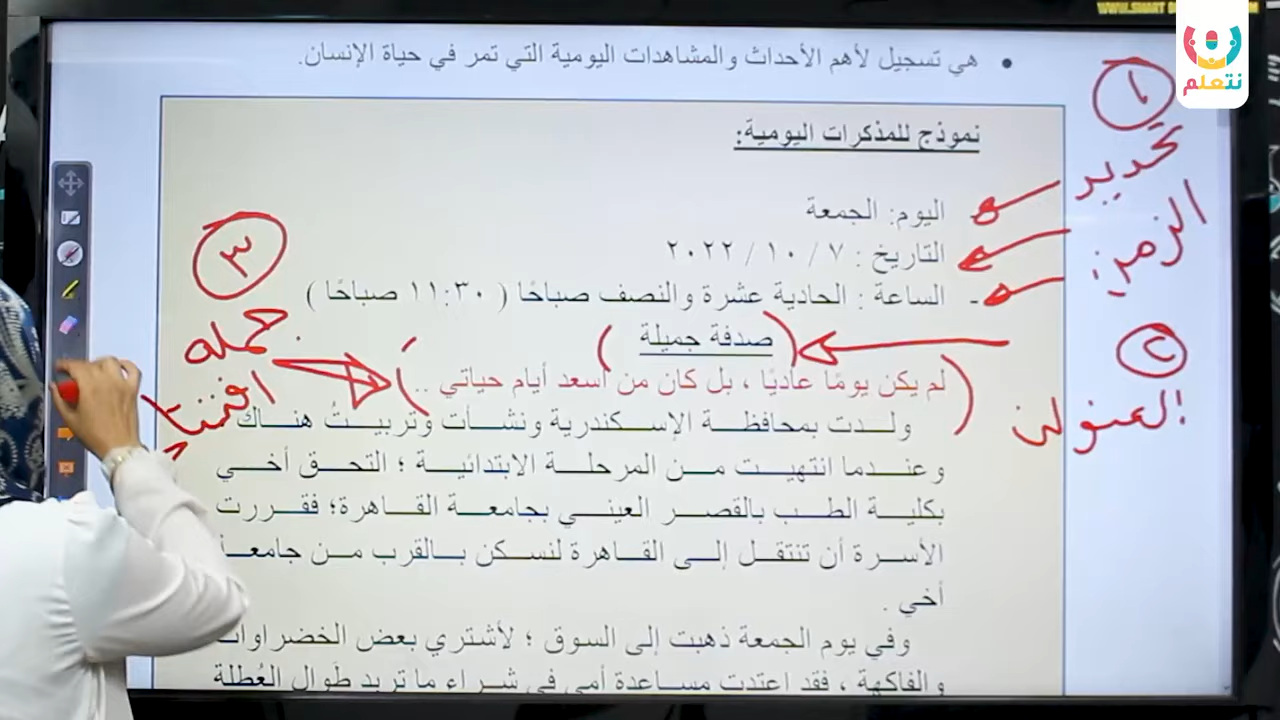 هي تسجيل لأهم الأحداث والمشاهدات اليومية التي تمر في حياة الإنسان.
نتعلم
نموذج للمذكرات اليومية:
١
تحديد
الزمن
اليوم: الجمعة
التاريخ : ٧ / ١٠ / ٢٠٢٢
- الساعة : الحادية عشرة والنصف صباحًا ( ١١:٣٠ صباحًا )
٢
العنوان
(صدفة جميلة)
٣
جملة
(لم يكن يومًا عاديًا ، بل كان من أسعد أيام حياتي ..)
ولدت بمحافظة الإسكندرية ونشأت وتربيتُ هناك
وعندما انتهيت من المرحلة الابتدائية ؛ التحق أخي
بكلية الطب بالقصر العيني بجامعة القاهرة؛ فقررت
الأسرة أن تنتقل إلى القاهرة لنسكن بالقرب من جامعة
أخي .
وفي يوم الجمعة ذهبت إلى السوق ؛ لأشتري بعض الخضراوات
والفاكهة ، فقد اعتدت مساعدة أمي في شراء ما تريد طَوال العُطلة